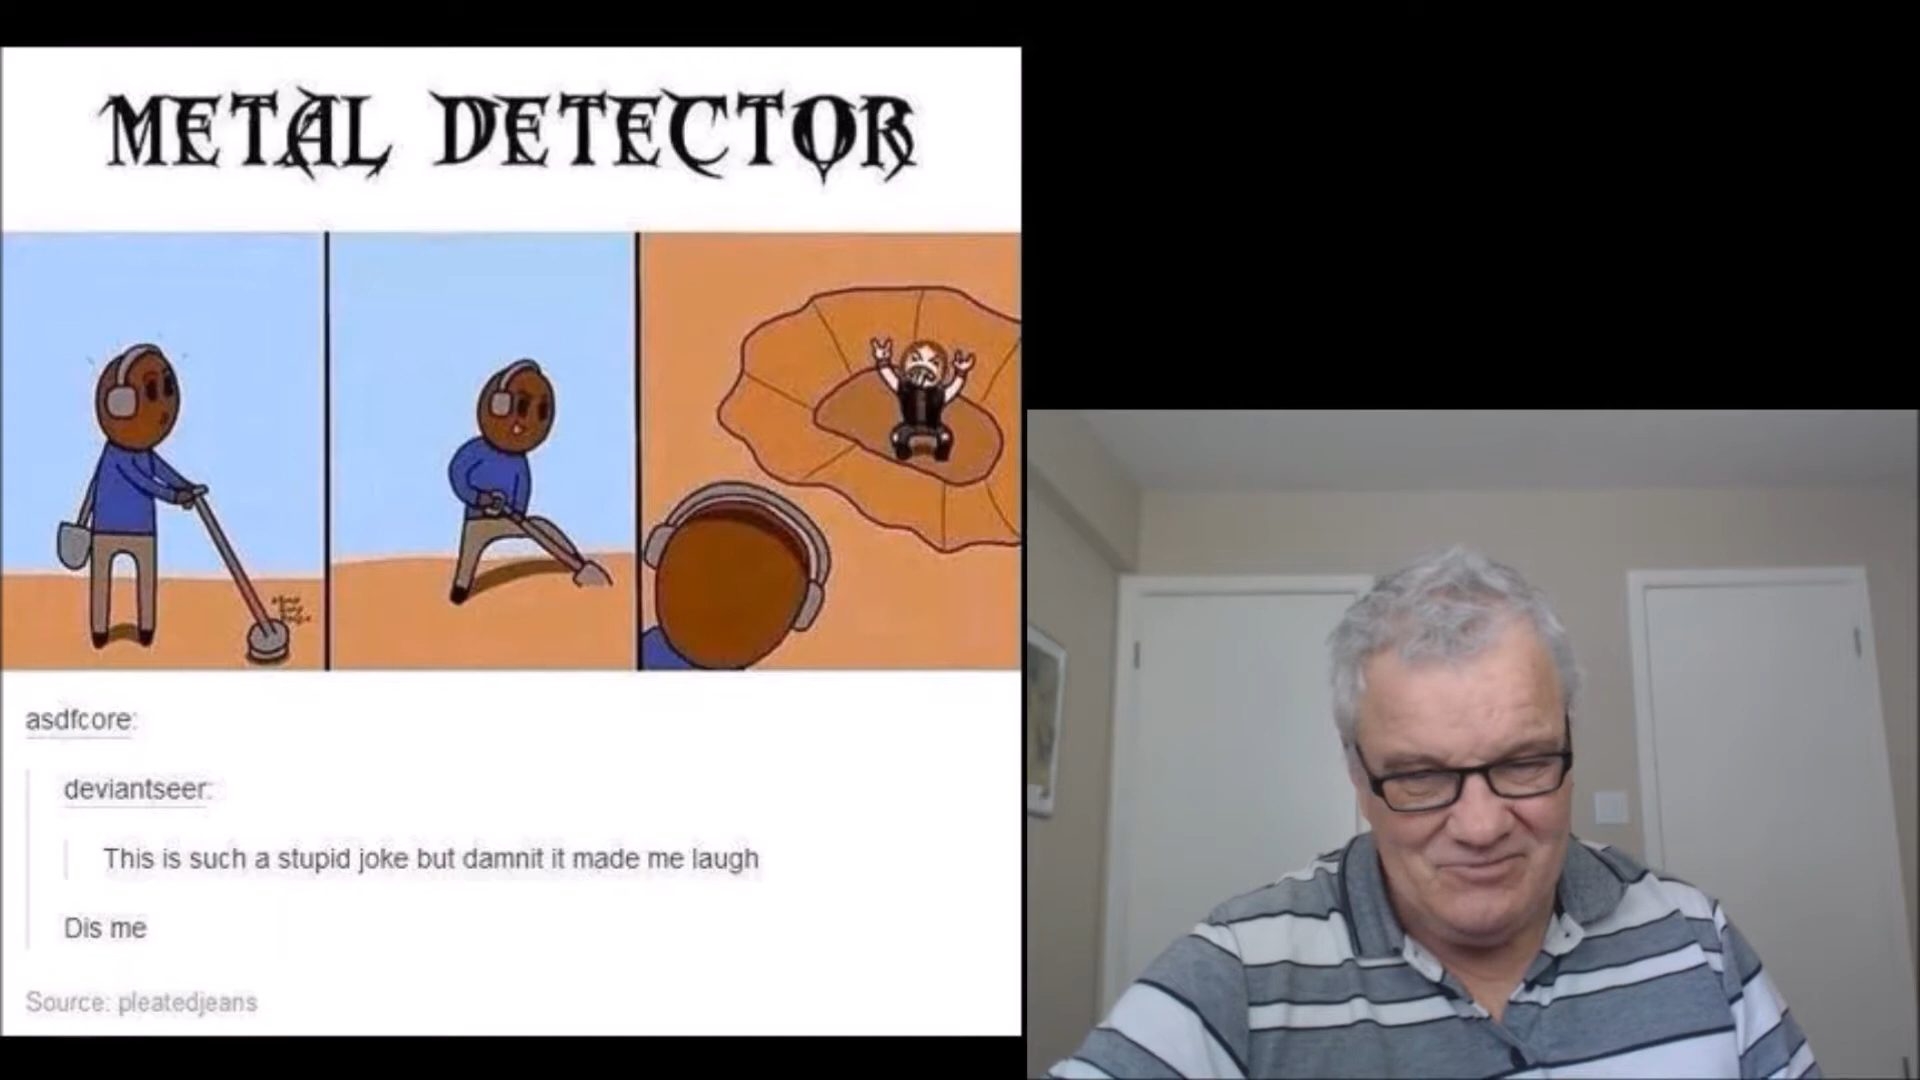 METAL DETECTOR
asdfcore:
deviantseer:
This is such a stupid joke but damnit it made me laugh
Dis me
Source: pleatedjeans